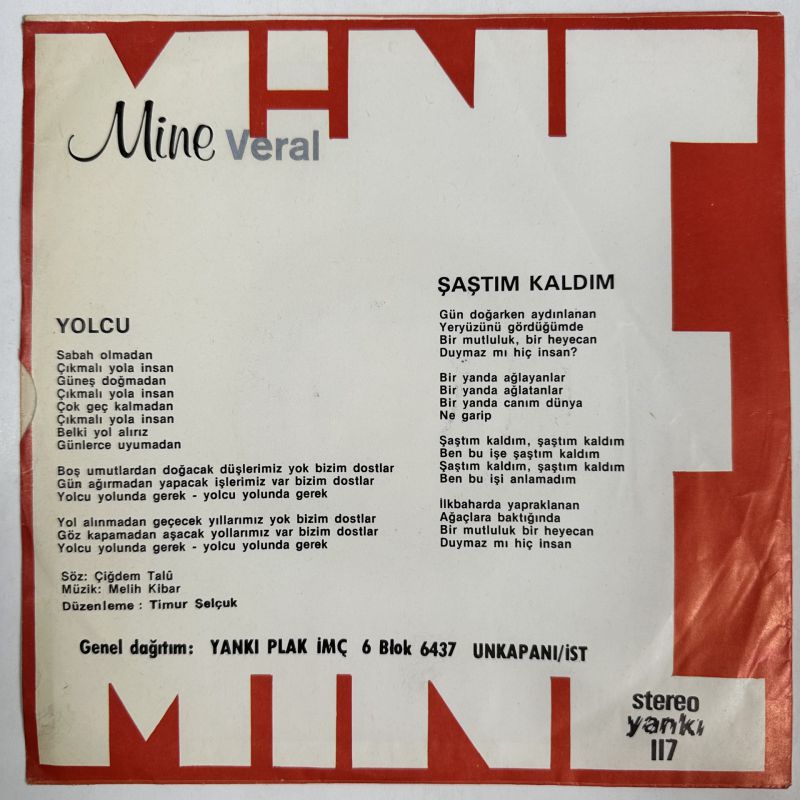 MINE
Mine Veral
YOLCU
Sabah olmadan
Çıkmalı yola insan
Güneş doğmadan
Çıkmalı yola insan
Çok geç kalmadan
Çıkmalı yola insan
Belki yol alırız
Günlerce uyumadan
Boş umutlardan doğacak düşlerimiz yok bizim dostlar
Gün ağırmadan yapacak işlerimiz var bizim dostlar
Yolcu yolunda gerek - yolcu yolunda gerek
Yol alınmadan geçecek yıllarımız yok bizim dostlar
Göz kapamadan aşacak yollarımız var bizim dostlar
Yolcu yolunda gerek - yolcu yolunda gerek
Söz: Çiğdem Talû
Müzik: Melih Kibar
Düzenleme : Timur Selçuk
ŞAŞTIM KALDIM
Gün doğarken aydınlanan
Yeryüzünü gördüğümde
Bir mutluluk, bir heyecan
Duymaz mı hiç insan?
Bir yanda ağlayanlar
Bir yanda ağlatanlar
Bir yanda canım dünya
Ne garip
Şaştım kaldım, şaştım kaldım
Ben bu işe şaştım kaldım
Şaştım kaldım, şaştım kaldım
Ben bu işi anlamadım
İlkbaharda yapraklanan
Ağaçlara baktığında
Bir mutluluk bir heyecan
Duymaz mı hiç insan
Genel dağıtım: YANKI PLAK İMÇ 6 Blok 6437 UNKAPANI/İST
MINE
stereo
yankı
117